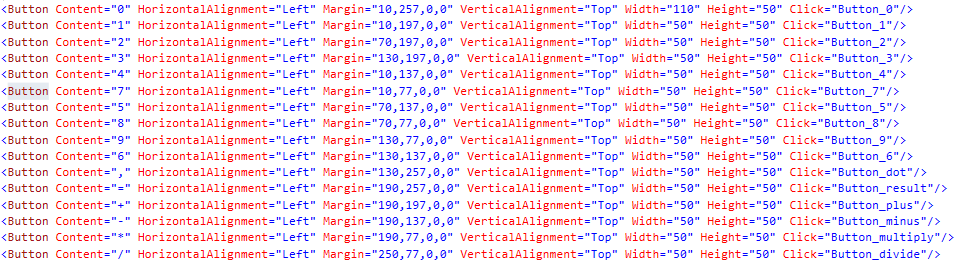 <Button Content="0" HorizontalAlignment="Left" Margin="10,257,0,0" VerticalAlignment="Top" Width="110" Height="50" Click="Button_0"/>
<Button Content="1" HorizontalAlignment="Left" Margin="10,197,0,0" VerticalAlignment="Top" Width="50" Height="50" Click="Button_1"/>
<Button Content="2" HorizontalAlignment="Left" Margin="70,197,0,0" VerticalAlignment="Top" Width="50" Height="50" Click="Button_2"/>
<Button Content="3" HorizontalAlignment="Left" Margin="130,197,0,0" VerticalAlignment="Top" Width="50" Height="50" Click="Button_3"/>
<Button Content="4" HorizontalAlignment="Left" Margin="10,137,0,0" VerticalAlignment="Top" Width="50" Height="50" Click="Button_4"/>
<Button Content="7" HorizontalAlignment="Left" Margin="10,77,0,0" VerticalAlignment="Top" Width="50" Height="50" Click="Button_7"/>
<Button Content="5" HorizontalAlignment="Left" Margin="70,137,0,0" VerticalAlignment="Top" Width="50" Height="50" Click="Button_5"/>
<Button Content="8" HorizontalAlignment="Left" Margin="70,77,0,0" VerticalAlignment="Top" Width="50" Height="50" Click="Button_8"/>
<Button Content="9" HorizontalAlignment="Left" Margin="130,77,0,0" VerticalAlignment="Top" Width="50" Height="50" Click="Button_9"/>
<Button Content="6" HorizontalAlignment="Left" Margin="130,137,0,0" VerticalAlignment="Top" Width="50" Height="50" Click="Button_6"/>
<Button Content="," HorizontalAlignment="Left" Margin="130,257,0,0" VerticalAlignment="Top" Width="50" Height="50" Click="Button_dot"/>
<Button Content="=" HorizontalAlignment="Left" Margin="190,257,0,0" VerticalAlignment="Top" Width="50" Height="50" Click="Button_result"/>
<Button Content="+" HorizontalAlignment="Left" Margin="190,197,0,0" VerticalAlignment="Top" Width="50" Height="50" Click="Button_plus"/>
<Button Content="-" HorizontalAlignment="Left" Margin="190,137,0,0" VerticalAlignment="Top" Width="50" Height="50" Click="Button_minus"/>
<Button Content="*" HorizontalAlignment="Left" Margin="190,77,0,0" VerticalAlignment="Top" Width="50" Height="50" Click="Button_multiply"/>
<Button Content="/" HorizontalAlignment="Left" Margin="250,77,0,0" VerticalAlignment="Top" Width="50" Height="50" Click="Button_divide"/>